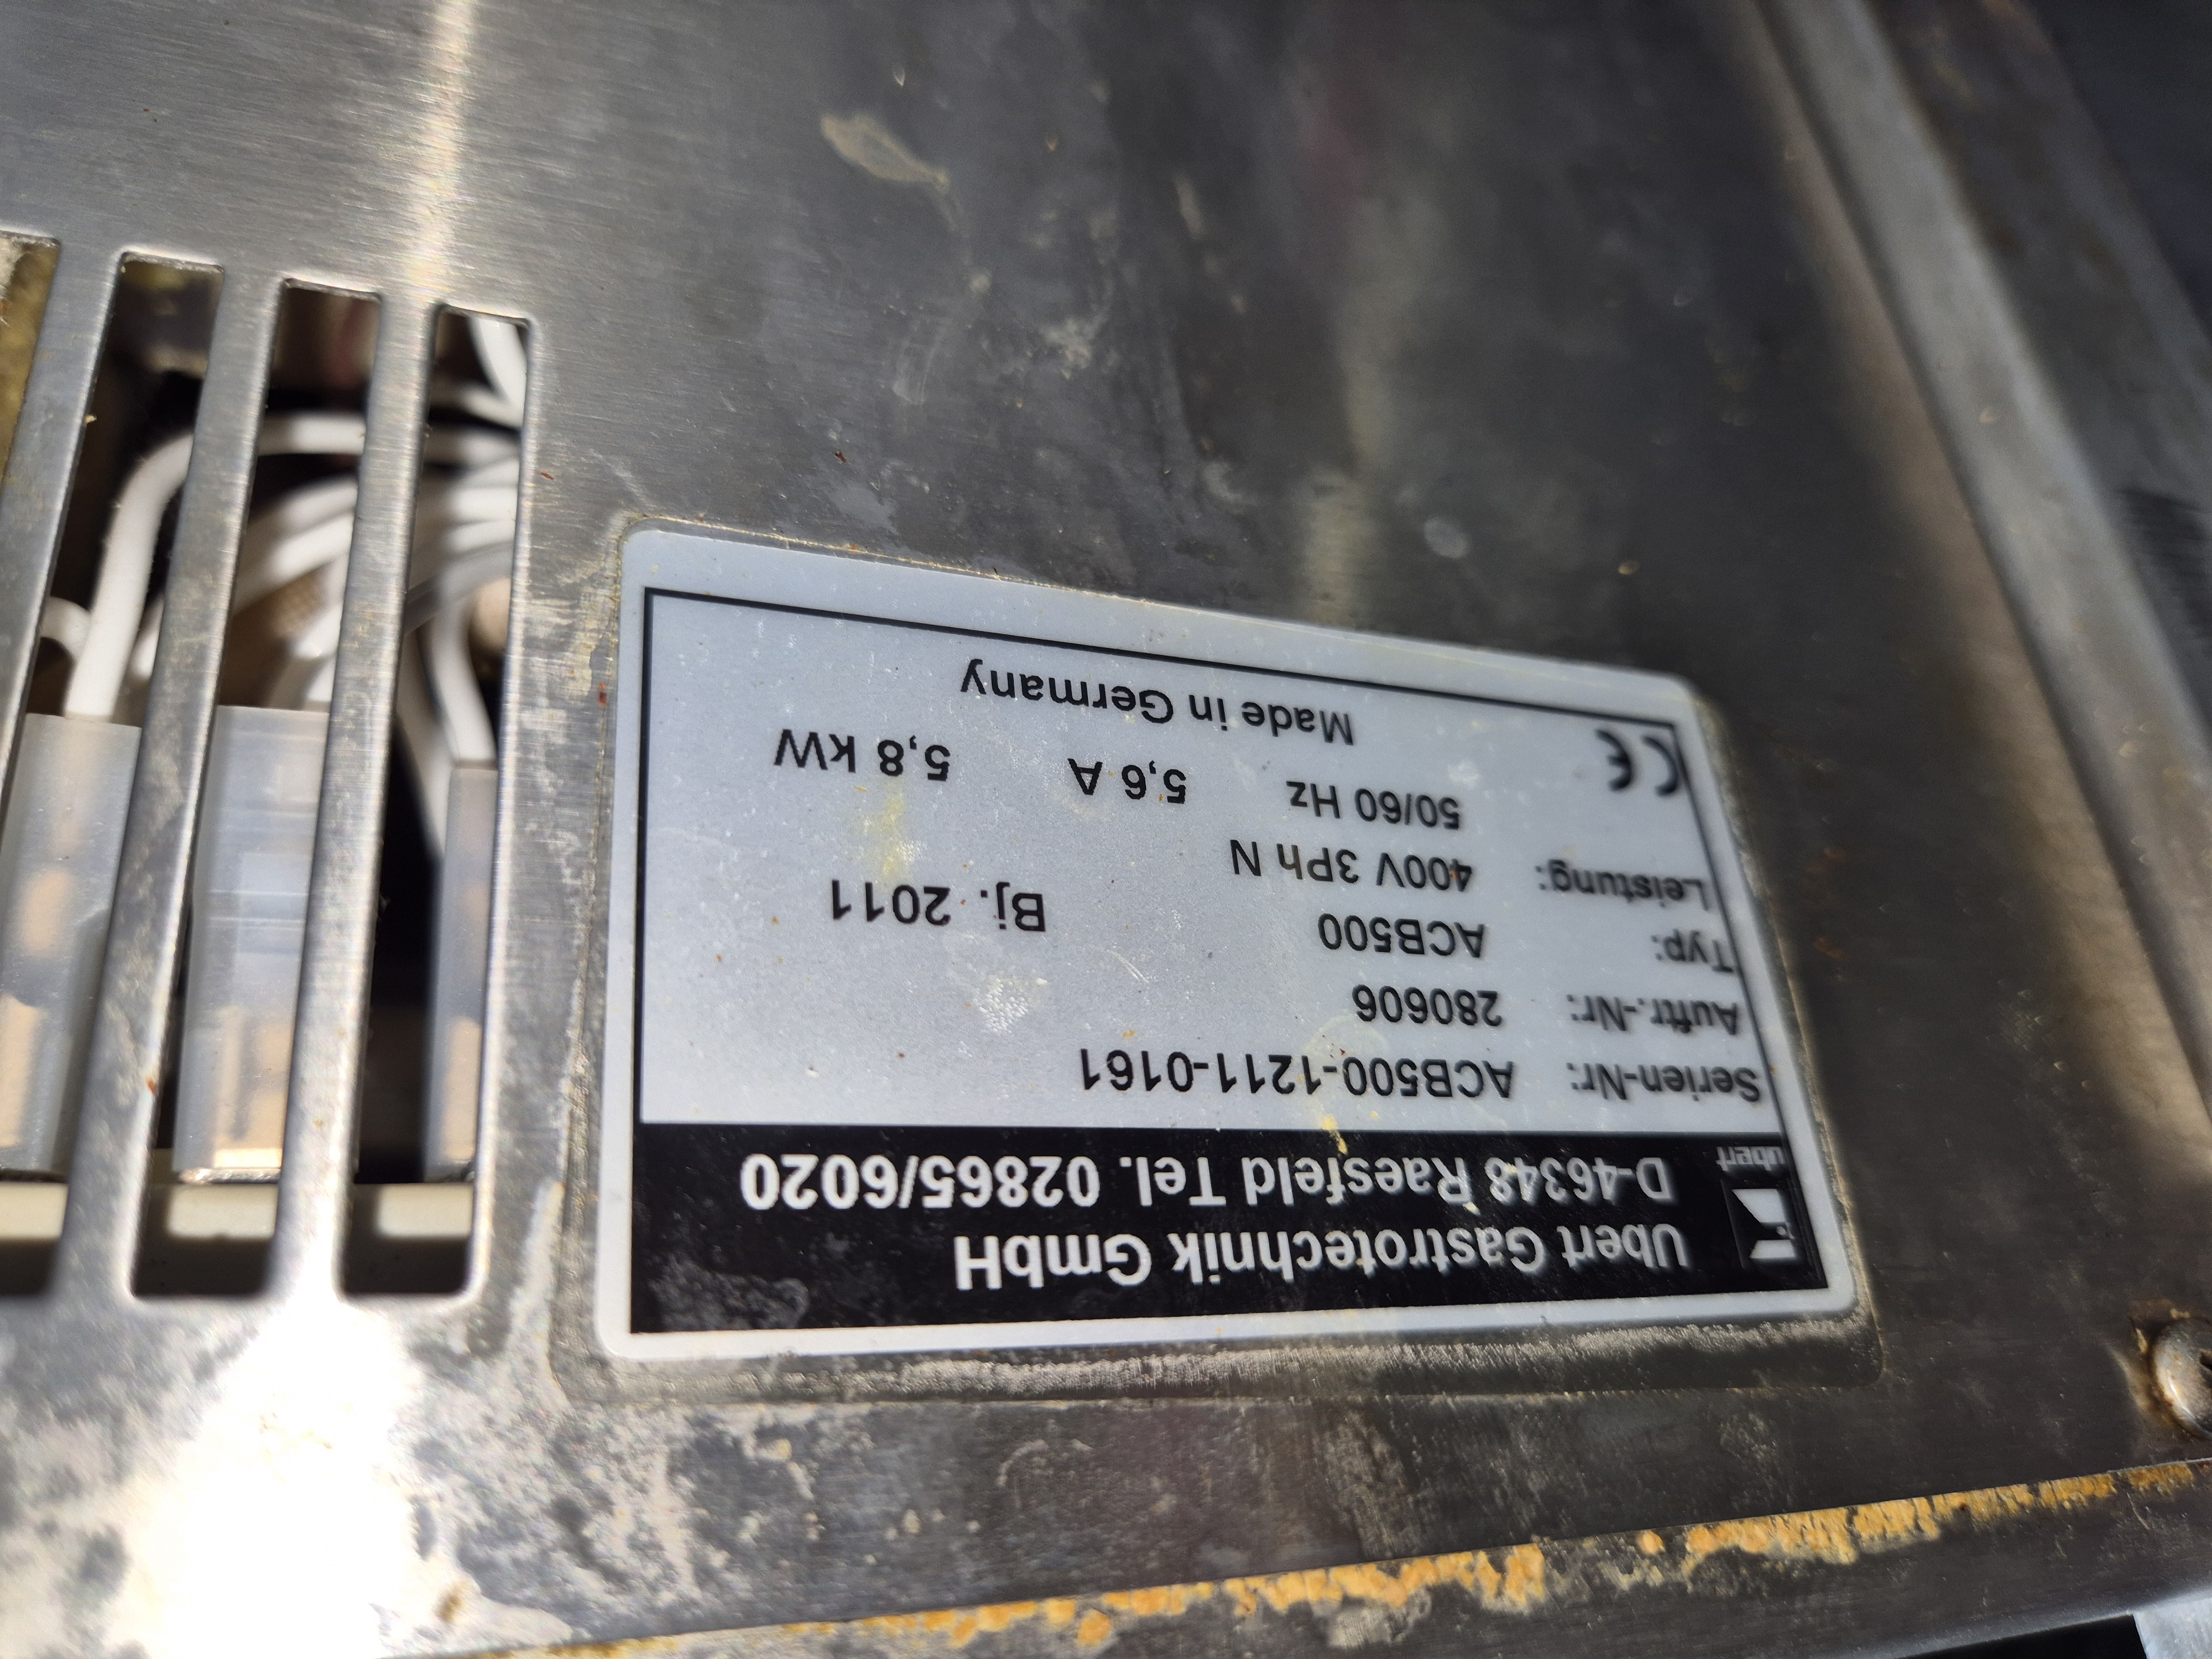 Ubert Gastrotechnik GmbH
D-46348 Raesfeld Tel. 02865/6020
ubert
Serien-Nr: ACB500-1211-0161
Auftr.-Nr: 280606
Typ: ACB500 Bj. 2011
Leistung: 400V 3Ph N
50/60 Hz 5,6 A 5,8 kW
CE Made in Germany